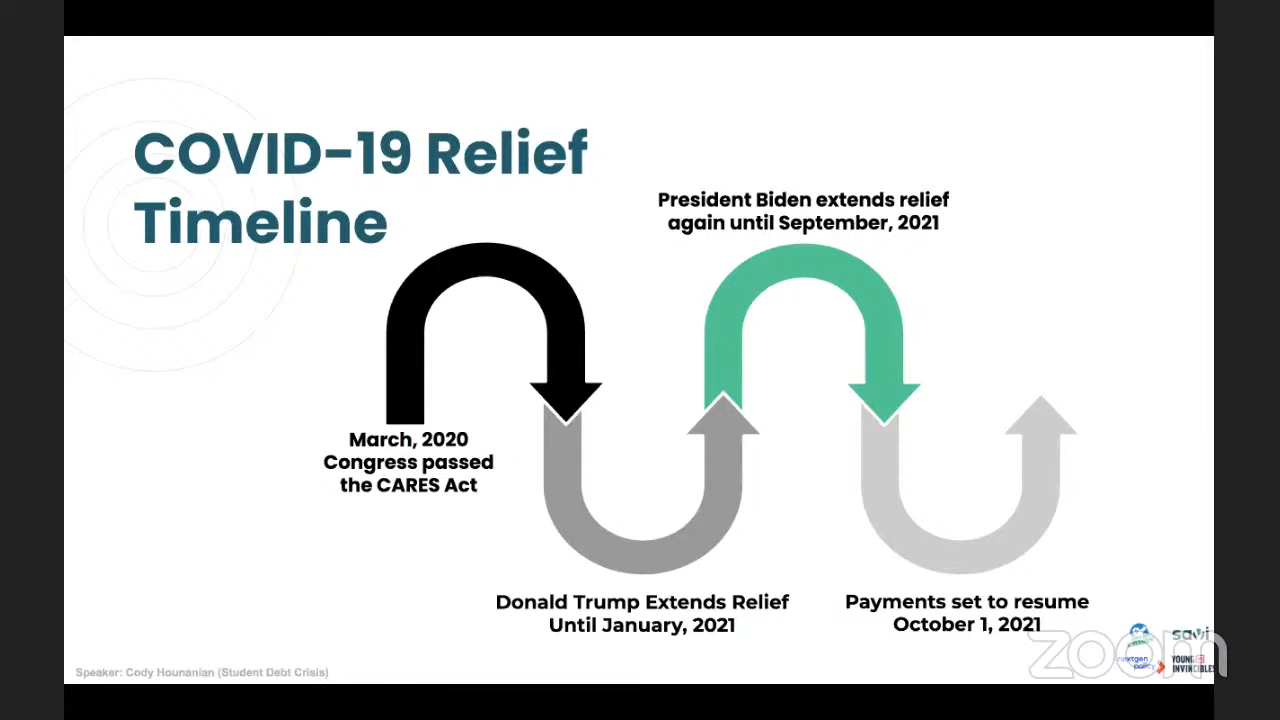 COVID-19 Relief
Timeline
President Biden extends relief
again until September, 2021
March, 2020
Congress passed
the CARES Act
Donald Trump Extends Relief
Until January, 2021
Payments set to resume
October 1, 2021
Speaker: Cody Hounanian (Student Debt Crisis)
savi
nextgen
policy
YOUNG
INVINCIBLES
zoom